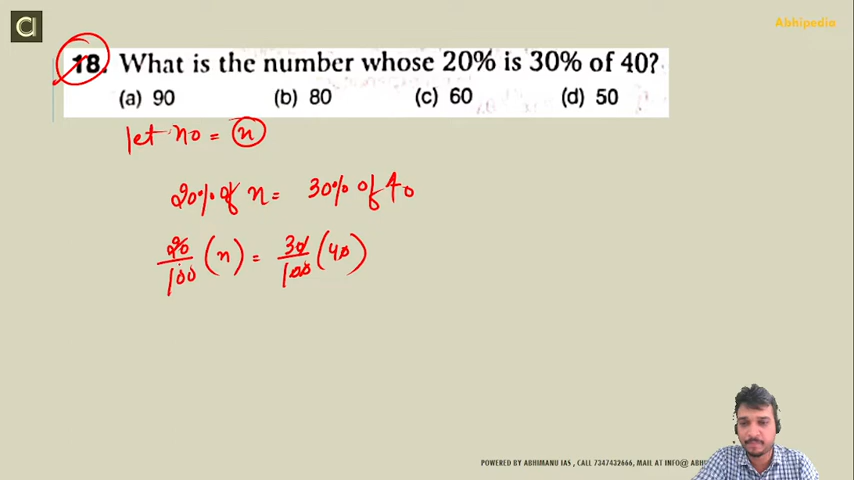 Abhipedia
18. What is the number whose 20% is 30% of 40?
(a) 90 (b) 80 (c) 60 (d) 50
let no = n
20% of n = 30% of 40
20/100 (n) = 30/100 (40)
POWERED BY ABHIMANU IAS , CALL 7347432666, MAIL AT INFO@ ABHI